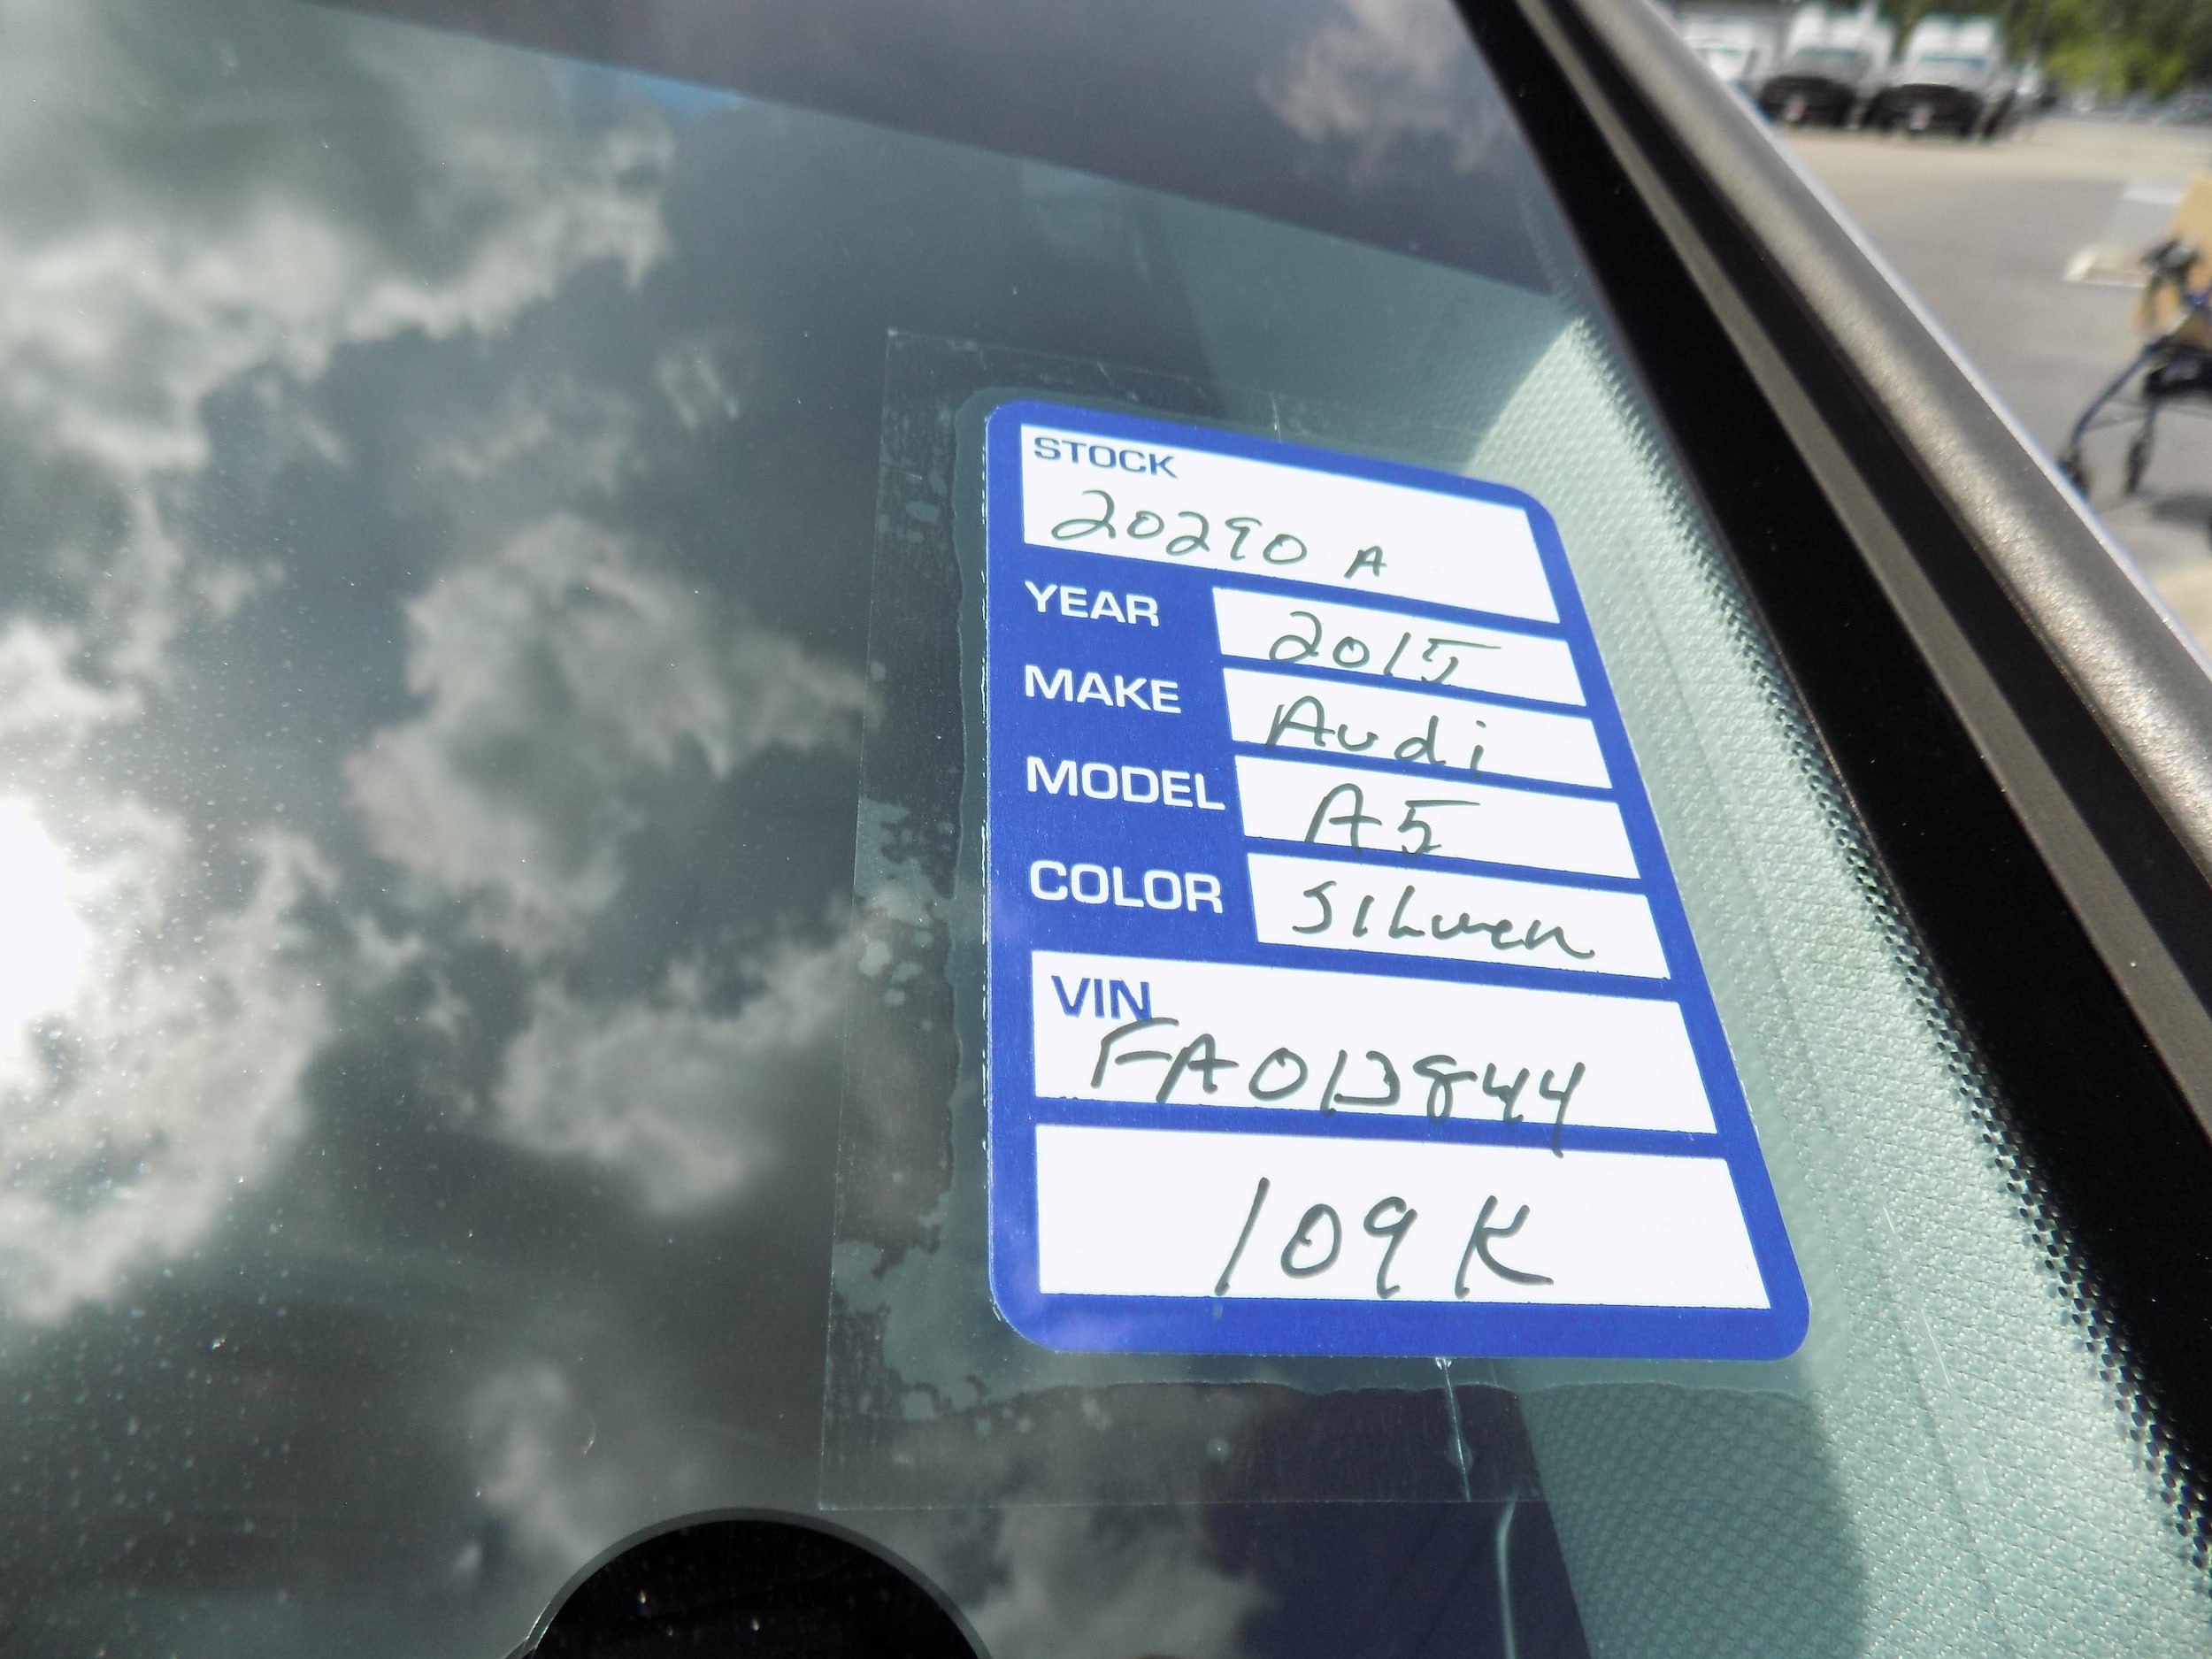 STOCK
20290 A
YEAR 2015
MAKE Audi
MODEL A5
COLOR SILver
VIN
FA013844
109K